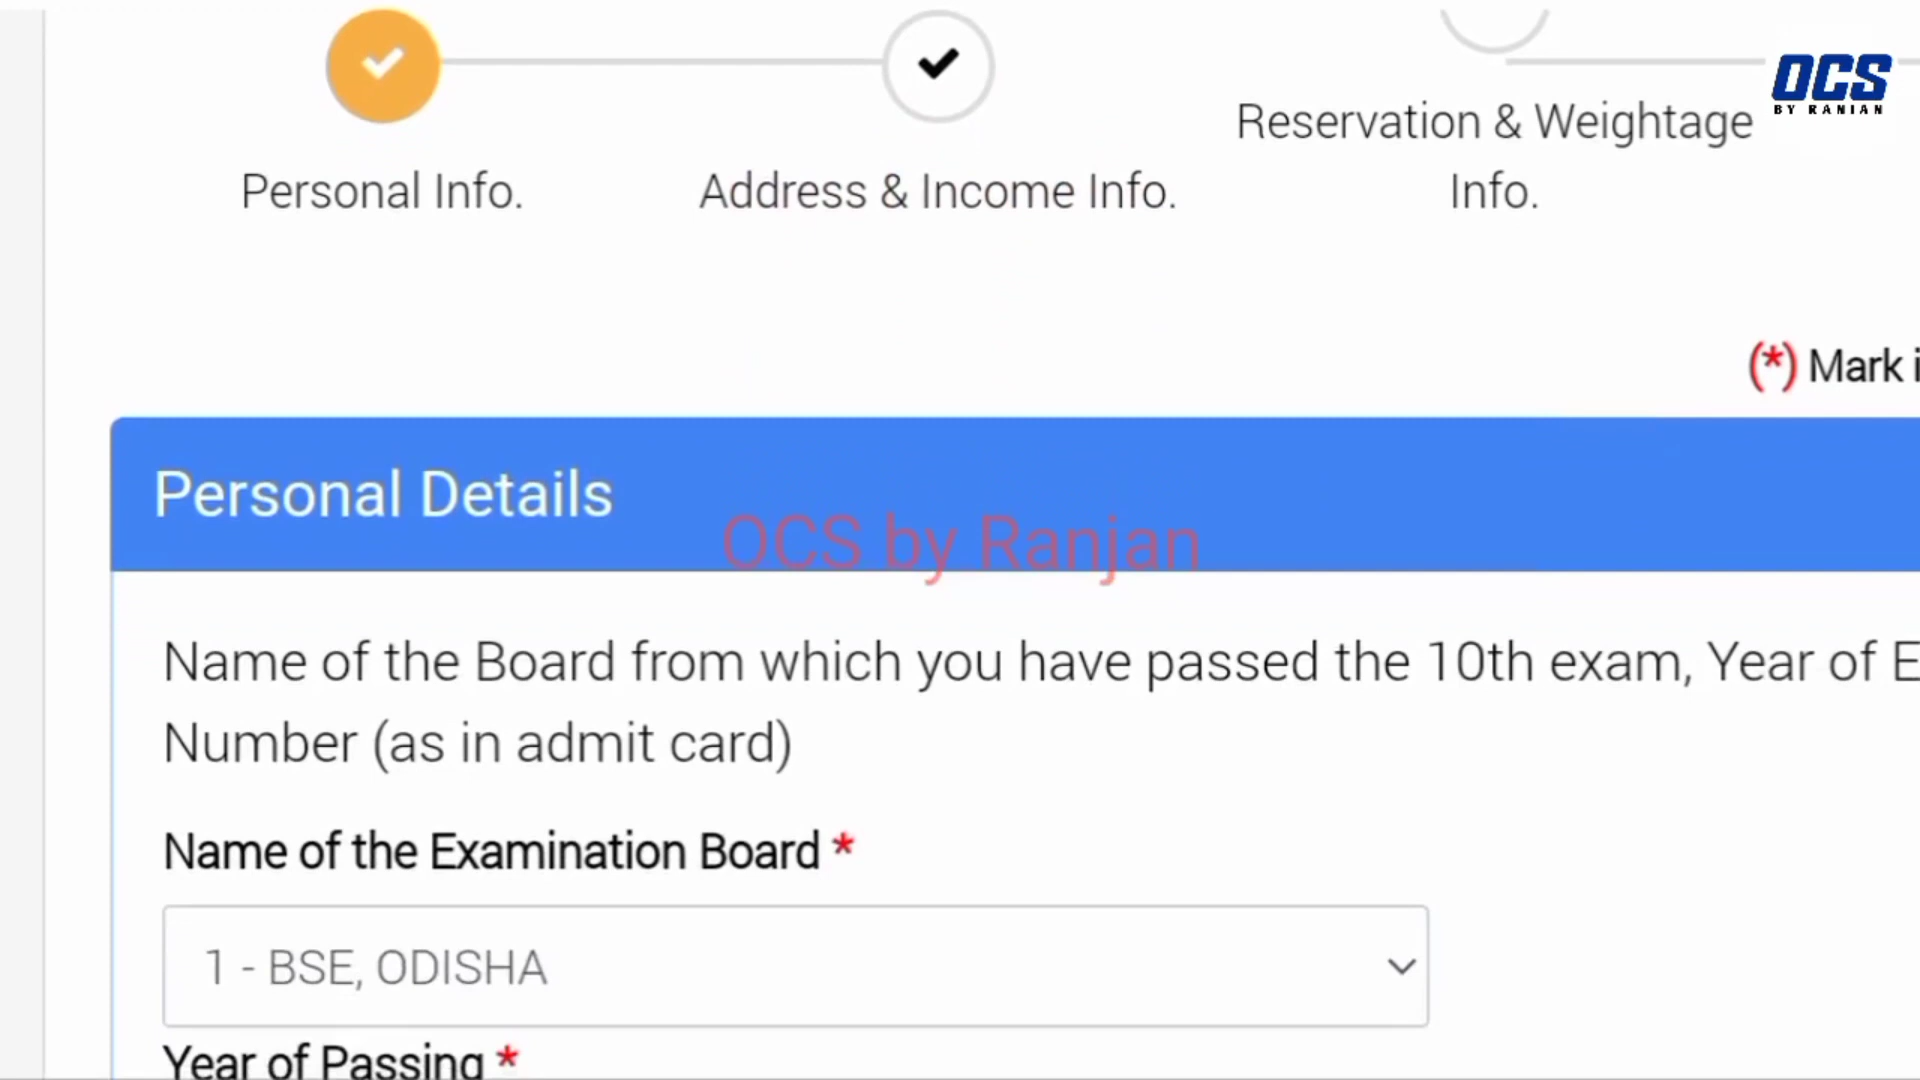 OCS
BY RANJAN
Reservation & Weightage
Personal Info.
Address & Income Info.
Info.
(*) Mark i
Personal Details
OCS by Ranjan
Name of the Board from which you have passed the 10th exam, Year of E
Number (as in admit card)
Name of the Examination Board *
1 - BSE, ODISHA
Year of Passing *